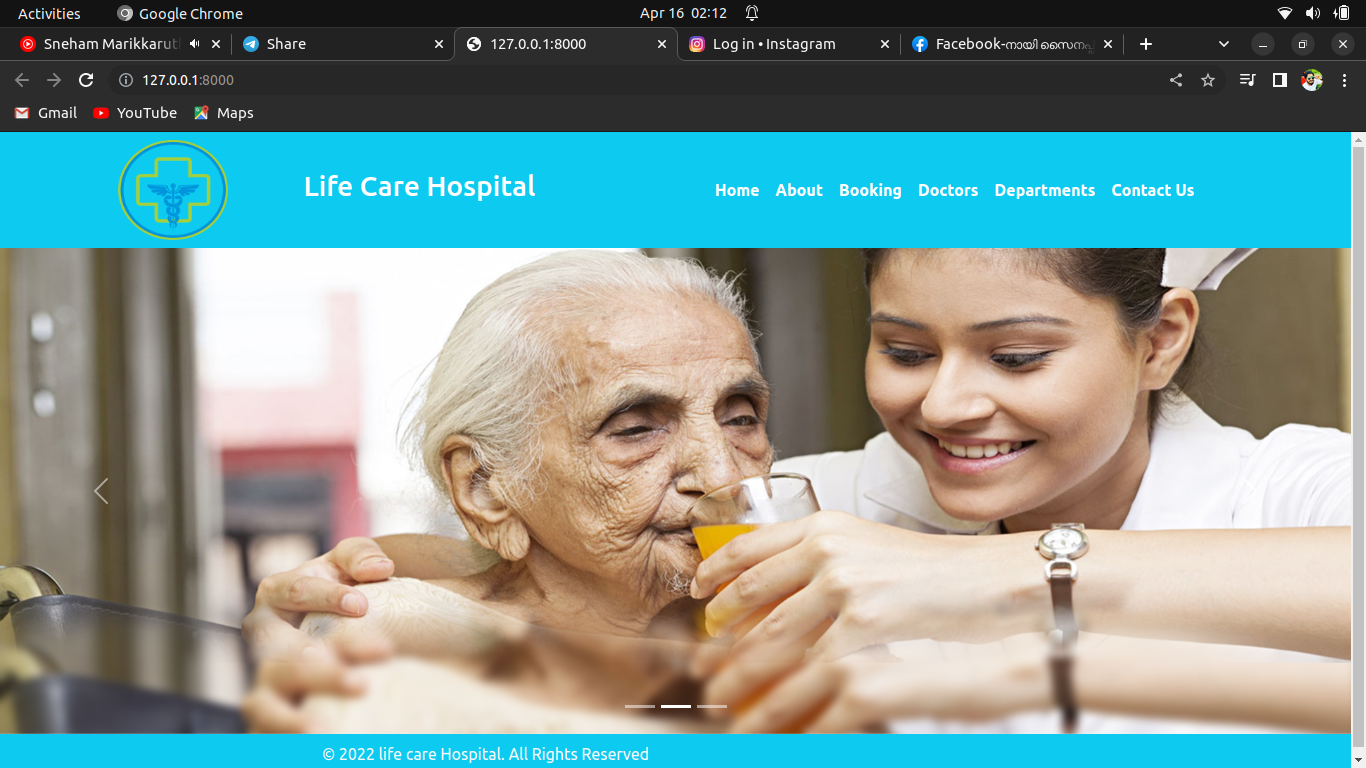 Activities Google Chrome Apr 16 02:12
Sneham Marikkarut Share 127.0.0.1:8000 Log in • Instagram Facebook-നായി സൈനപ്പ്
127.0.0.1:8000
Gmail YouTube Maps
Life Care Hospital Home About Booking Doctors Departments Contact Us
© 2022 life care Hospital. All Rights Reserved